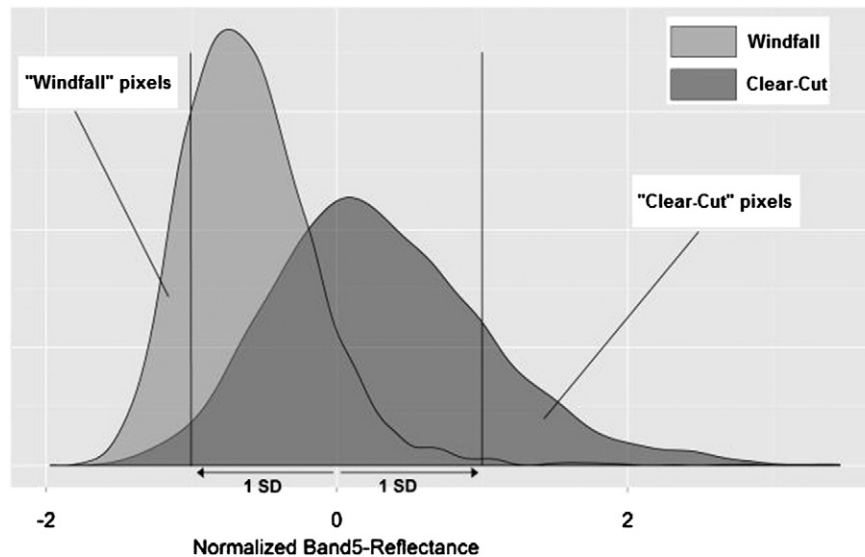 Windfall
Clear-Cut
"Windfall" pixels
"Clear-Cut" pixels
1 SD 1 SD
-2 0 2
Normalized Band5-Reflectance